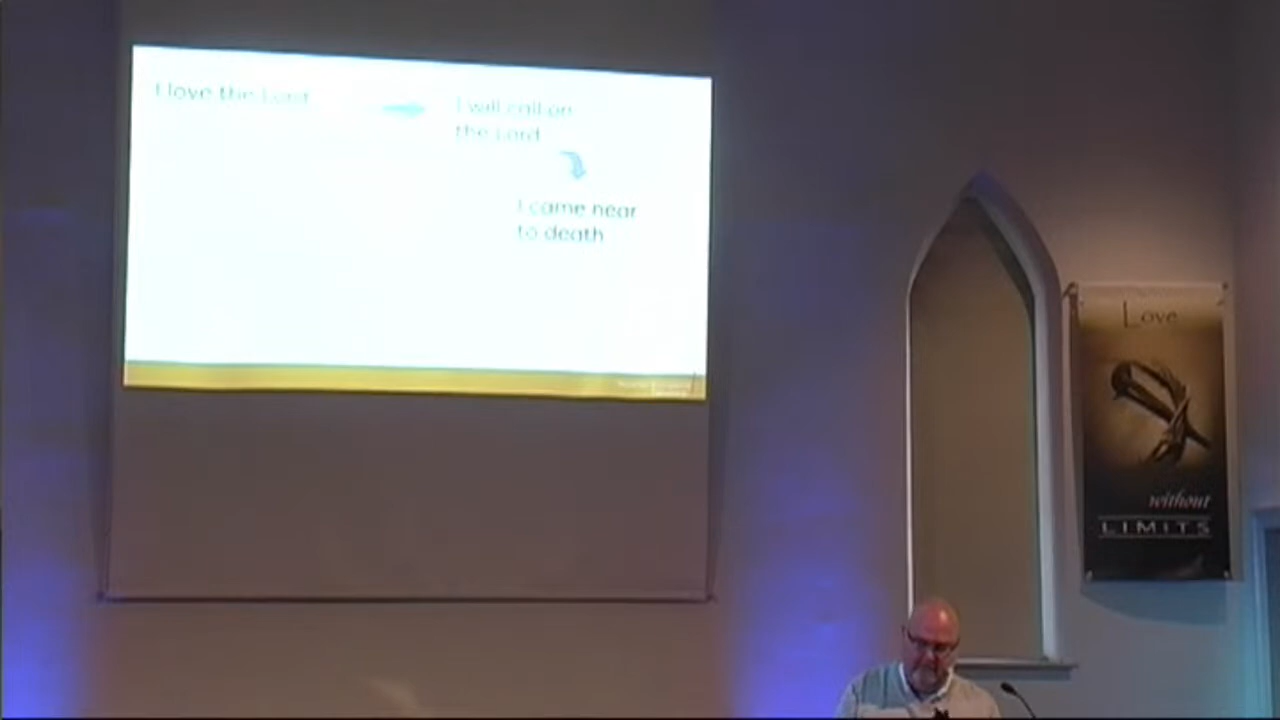 I love the Lord
I will call on
the Lord
I came near
to death
Love
without
LIMITS